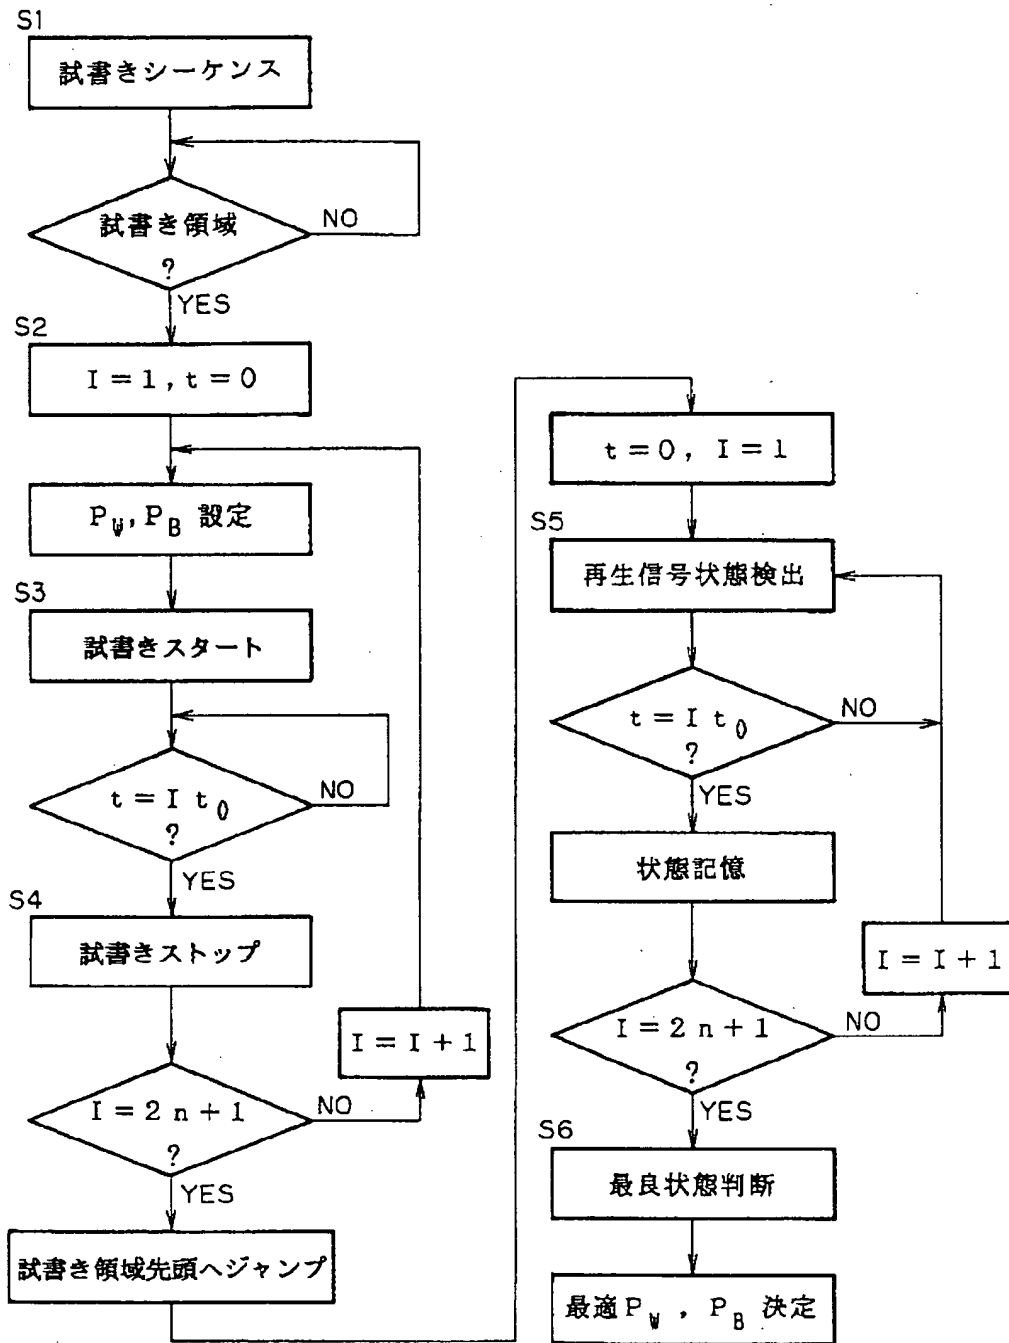 S1
試書きシーケンス
試書き領域
?
NO
YES
S2
I = 1 , t = 0
P_W, P_B 設定
S3
試書きスタート
t = I t_0
?
NO
YES
S4
試書きストップ
I = I + 1
I = 2 n + 1
?
NO
YES
試書き領域先頭へジャンプ
t = 0 , I = 1
S5
再生信号状態検出
t = I t_0
?
NO
YES
状態記憶
I = I + 1
I = 2 n + 1
?
NO
YES
S6
最良状態判断
最適 P_W , P_B 決定